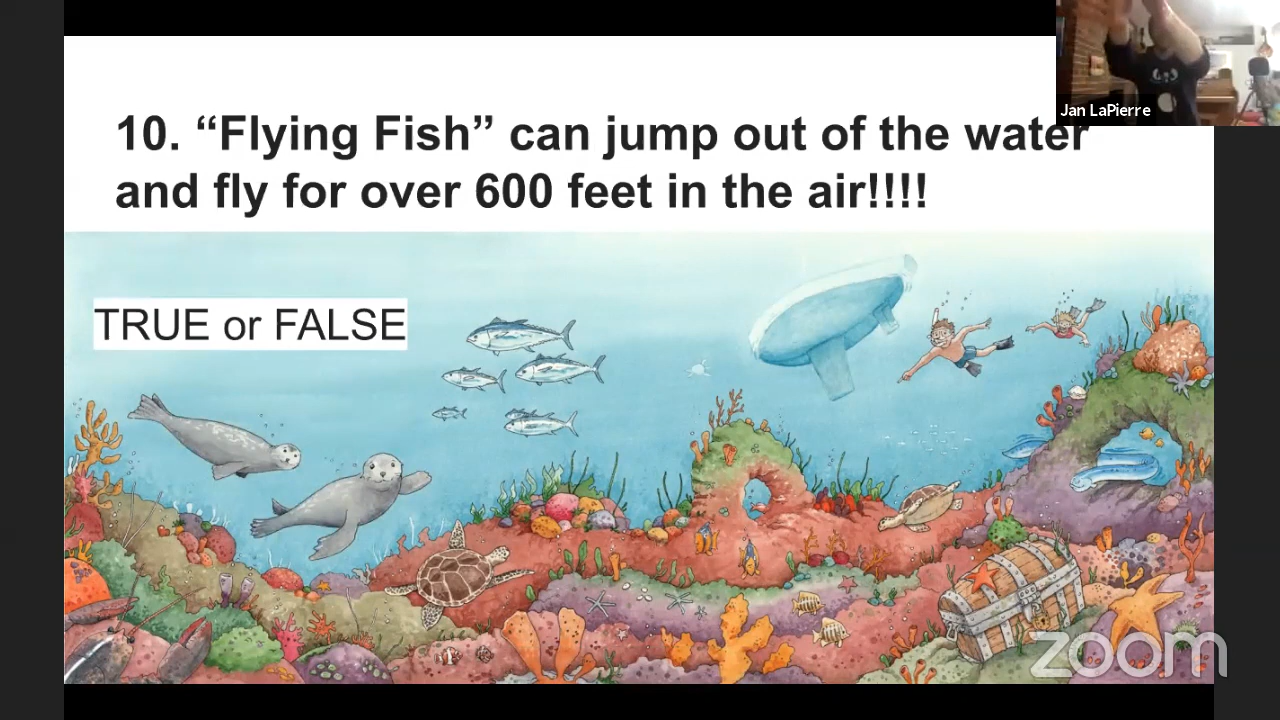 10. “Flying Fish” can jump out of the water
and fly for over 600 feet in the air!!!!
TRUE or FALSE
Jan LaPierre
zoom